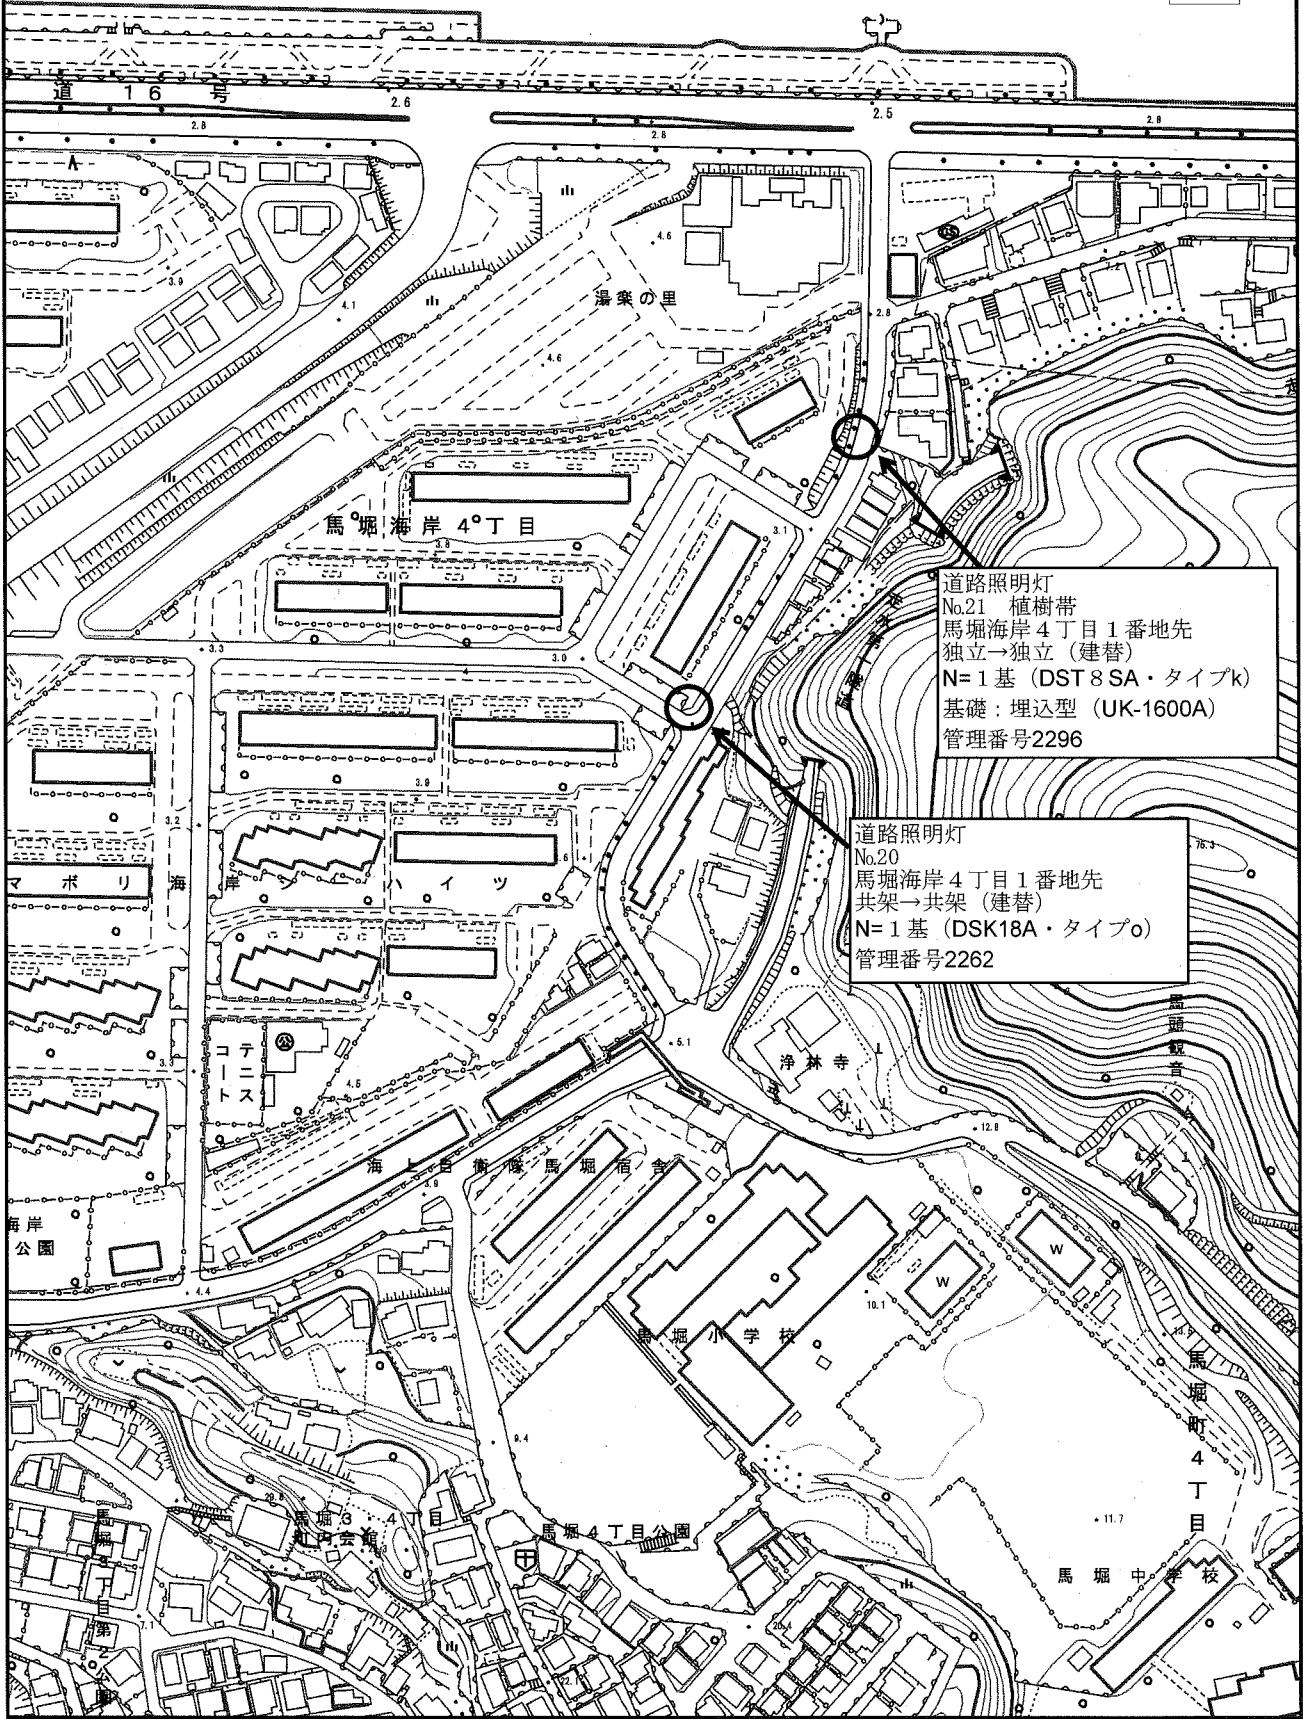 道 16 号
2.6
2.5
2.8
2.8
2.8
4.6
7.2
3.9
湯楽の里
4.1
2.8
4.6
馬堀海岸4丁目
3.8
3.1
道路照明灯
No.21 植樹帯
馬堀海岸4丁目1番地先
独立→独立（建替）
N=1基（DST8SA・タイプk）
基礎：埋込型（UK-1600A）
管理番号2296
3.3
3.0
4
3.9
3.2
道路照明灯
No.20
馬堀海岸4丁目1番地先
共架→共架（建替）
N=1基（DSK18A・タイプo）
管理番号2262
76.3
マボリ海岸シーハイツ
馬頭観音
テニス
コート
公
3.3
4.5
5.1
浄林寺
12.8
海上自衛隊馬堀宿舎
3.9
海岸
公園
4.4
W
W
10.1
馬堀小学校
馬堀町4丁目
9.4
馬堀3・4丁目
町内会館
馬堀4丁目公園
11.7
馬堀中学校
7.1